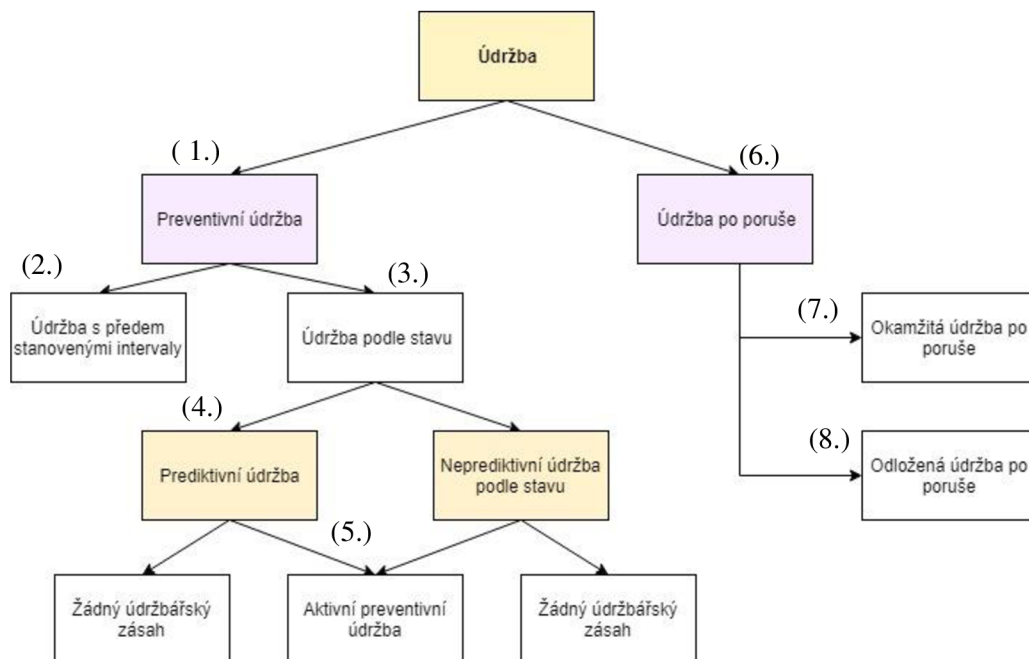 Údržba
( 1.)
(6.)
Preventivní údržba
Údržba po poruše
(2.)
(3.)
Údržba s předem
stanovenými intervaly
Údržba podle stavu
(7.)
Okamžitá údržba po
poruše
(4.)
Prediktivní údržba
Neprediktivní údržba
podle stavu
(8.)
Odložená údržba po
poruše
(5.)
Žádný údržbářský
zásah
Aktivní preventivní
údržba
Žádný údržbářský
zásah